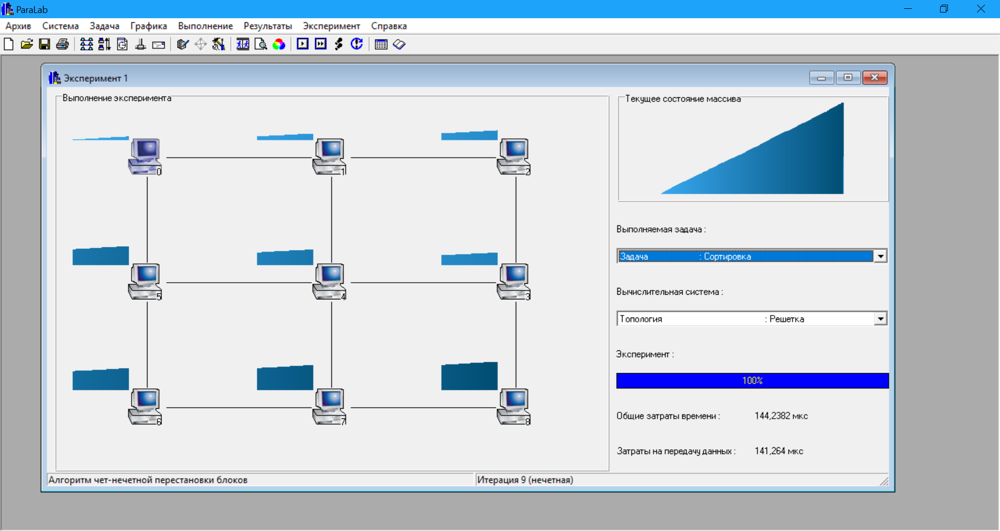 ParaLab
Архив Система Задача Графика Выполнение Результаты Эксперимент Справка
Эксперимент 1
Выполнение эксперимента
Текущее состояние массива
0 1 2
Выполняемая задача :
Задача : Сортировка
5 4 3
Вычислительная система :
Топология : Решетка
Эксперимент :
100%
6 7 8
Общие затраты времени : 144,2382 мкс
Затраты на передачу данных : 141,264 мкс
Алгоритм чет-нечетной перестановки блоков
Итерация 9 (нечетная)